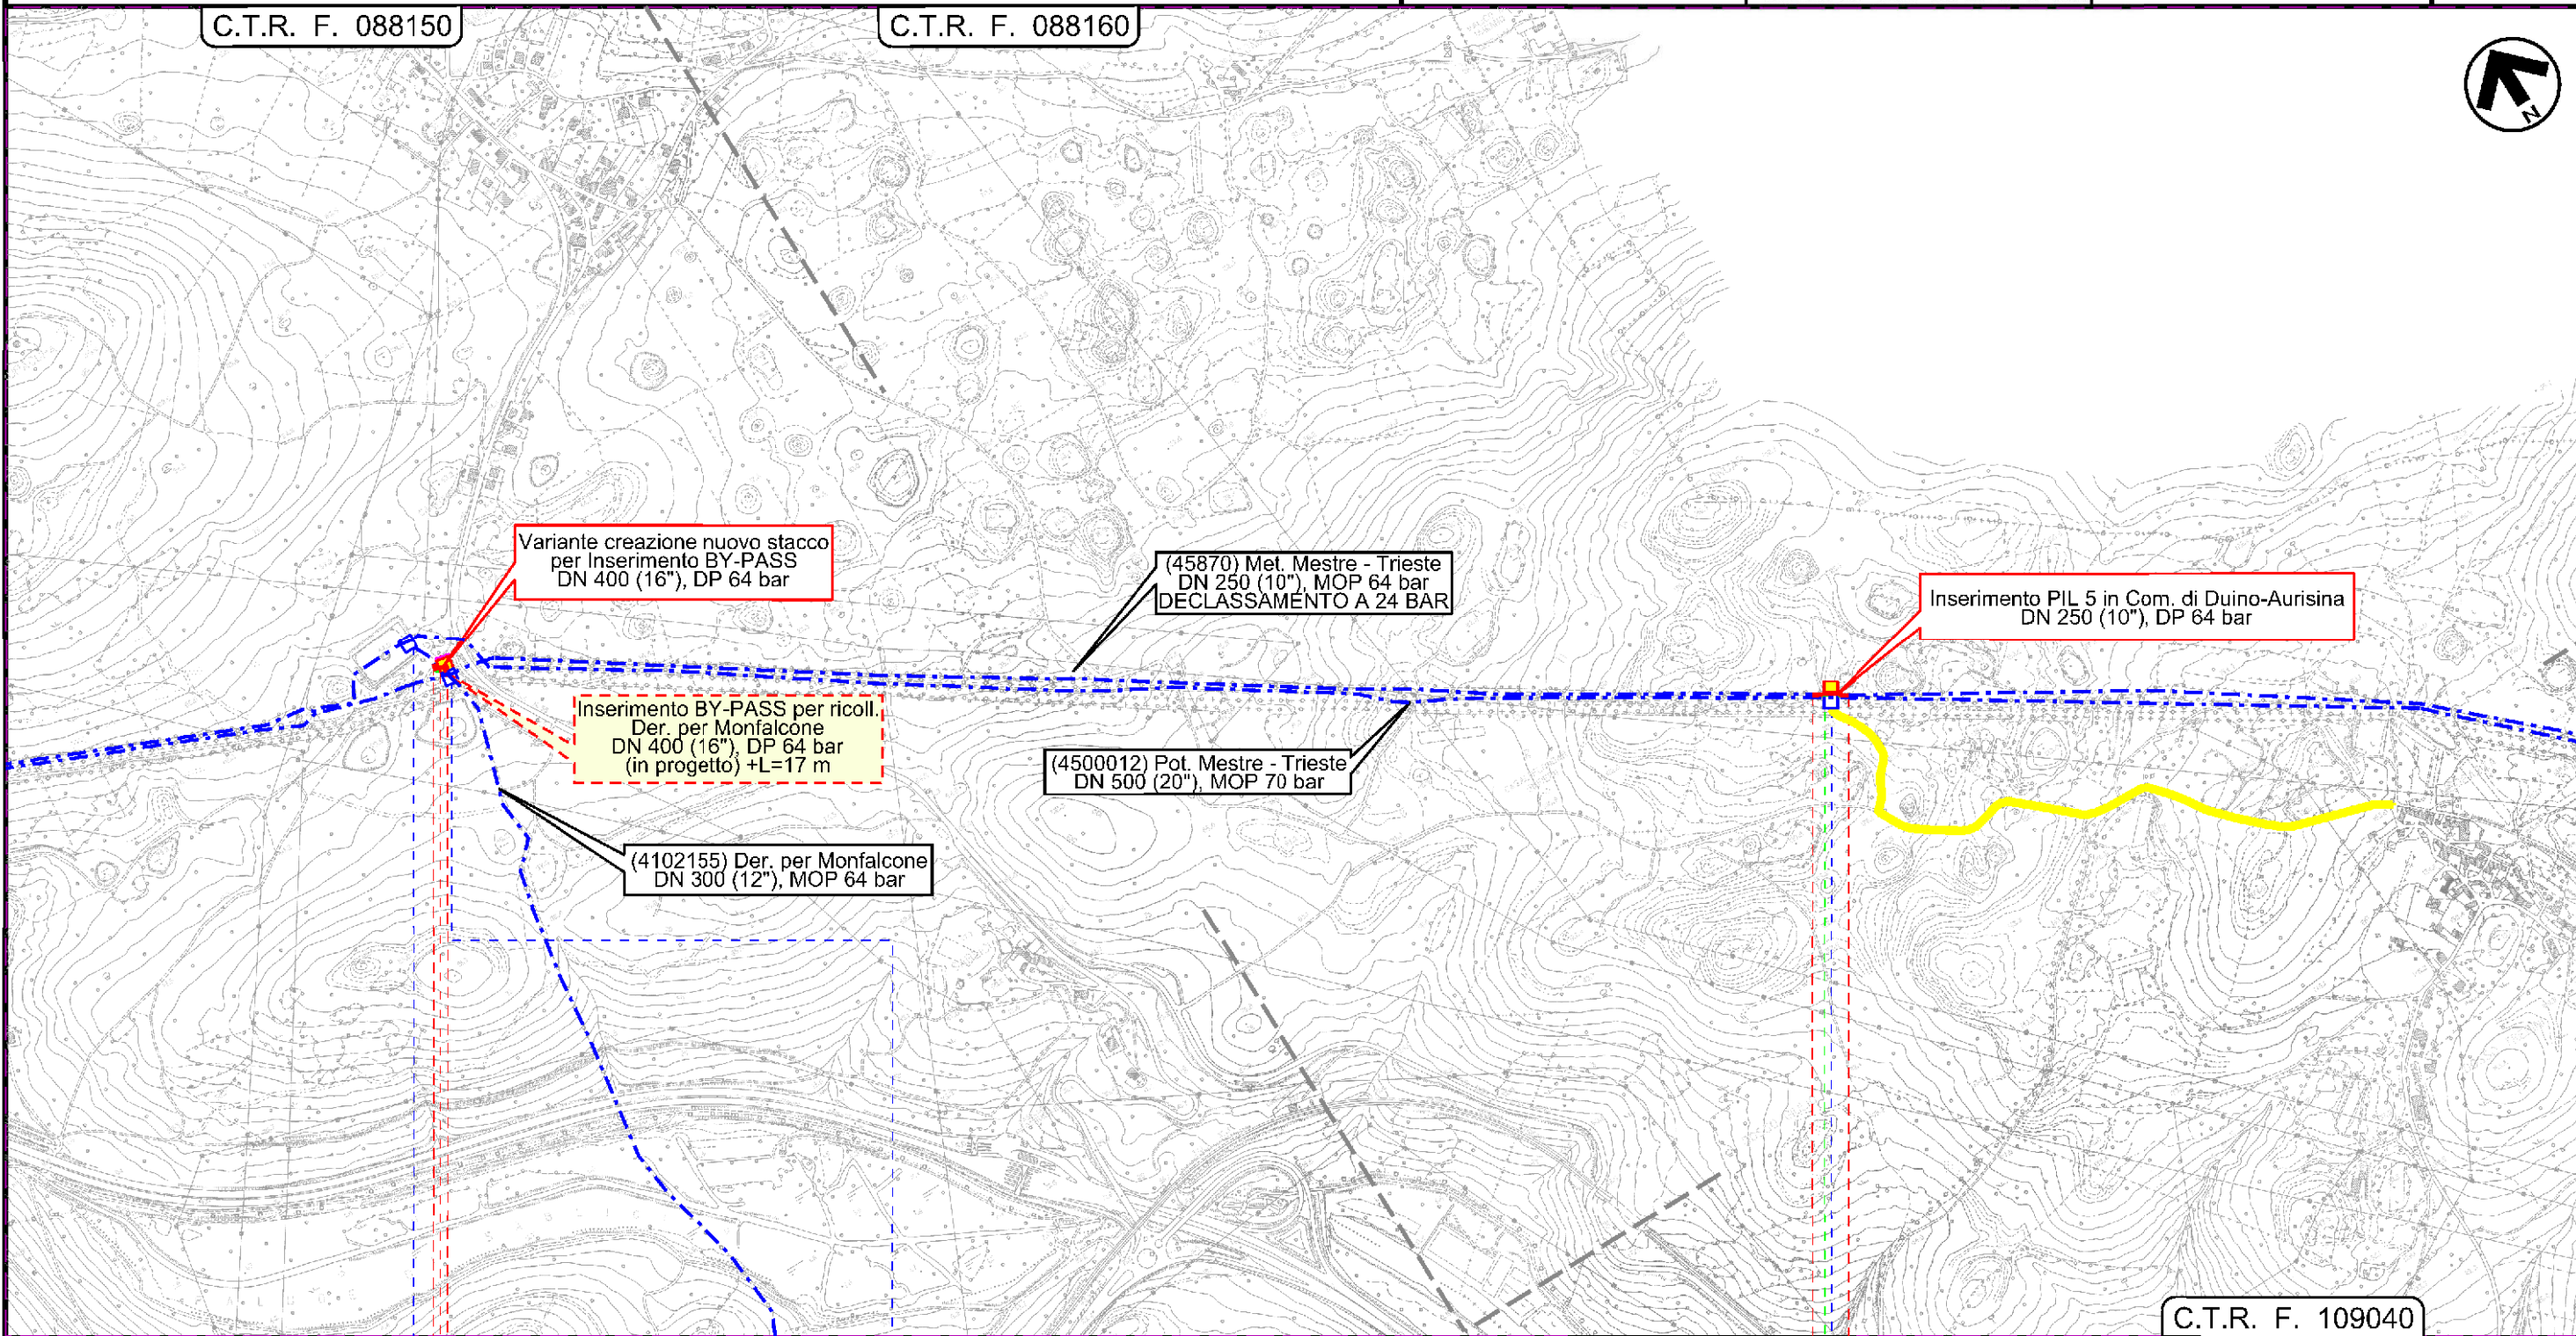 C.T.R. F. 088150
C.T.R. F. 088160
N
Variante creazione nuovo stacco
per Inserimento BY-PASS
DN 400 (16"), DP 64 bar
(45870) Met. Mestre - Trieste
DN 250 (10"), MOP 64 bar
DECLASSAMENTO A 24 BAR
Inserimento PIL 5 in Com. di Duino-Aurisina
DN 250 (10"), DP 64 bar
Inserimento BY-PASS per ricoll.
Der. per Monfalcone
DN 400 (16"), DP 64 bar
(in progetto) +L=17 m
(4500012) Pot. Mestre - Trieste
DN 500 (20"), MOP 70 bar
(4102155) Der. per Monfalcone
DN 300 (12"), MOP 64 bar
C.T.R. F. 109040